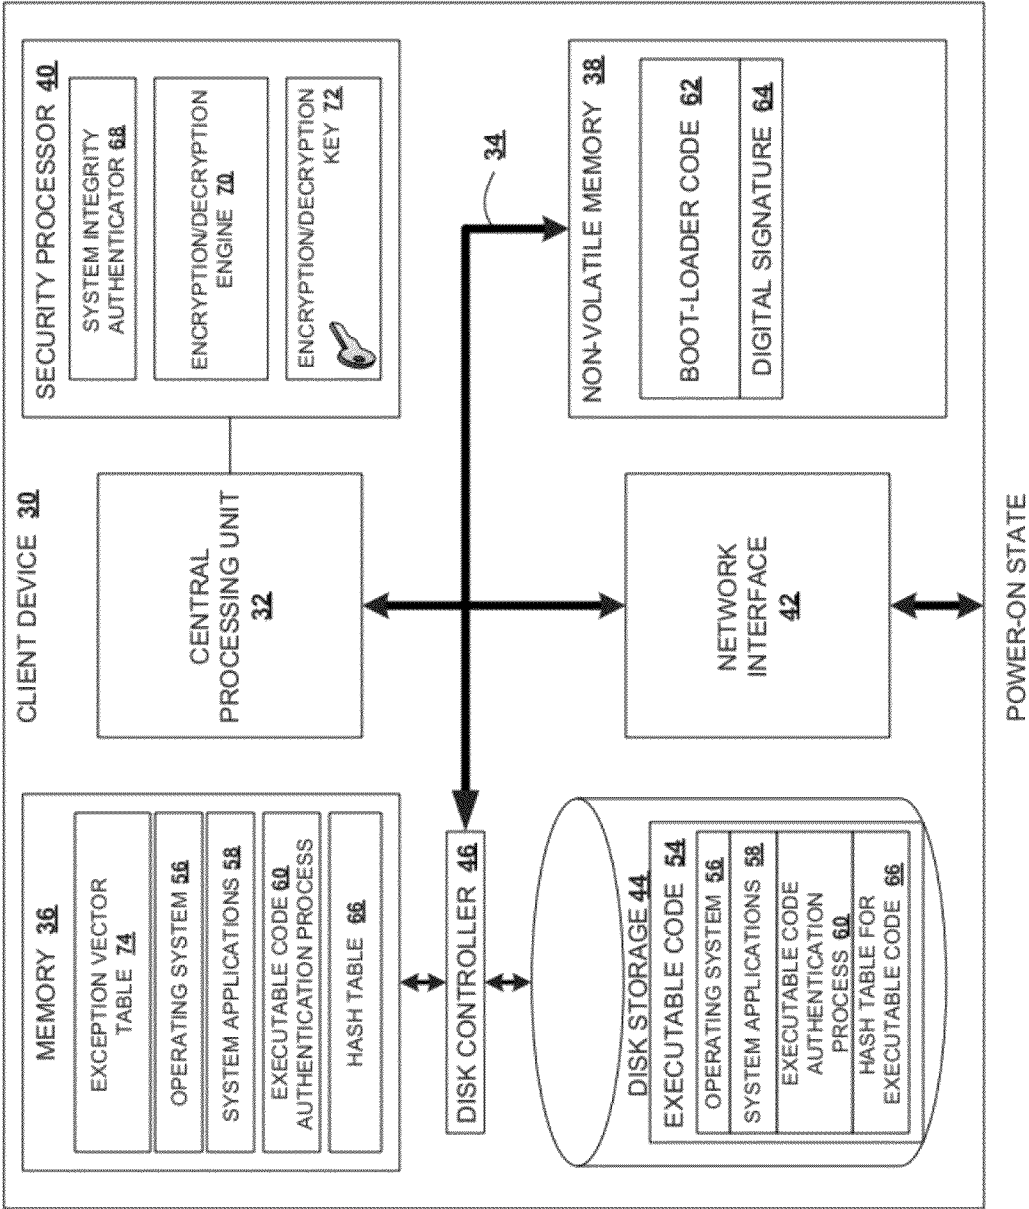 CLIENT DEVICE 30
MEMORY 36
EXCEPTION VECTOR
TABLE 74
OPERATING SYSTEM 56
SYSTEM APPLICATIONS 58
EXECUTABLE CODE 60
AUTHENTICATION PROCESS
HASH TABLE 66
CENTRAL
PROCESSING UNIT
32
SECURITY PROCESSOR 40
SYSTEM INTEGRITY
AUTHENTICATOR 68
ENCRYPTION/DECRYPTION
ENGINE 70
ENCRYPTION/DECRYPTION
KEY 72
DISK CONTROLLER 46
34
DISK STORAGE 44
EXECUTABLE CODE 54
OPERATING SYSTEM 56
SYSTEM APPLICATIONS 58
EXECUTABLE CODE
AUTHENTICATION
PROCESS 60
HASH TABLE FOR
EXECUTABLE CODE 66
NETWORK
INTERFACE
42
NON-VOLATILE MEMORY 38
BOOT-LOADER CODE 62
DIGITAL SIGNATURE 64
POWER-ON STATE